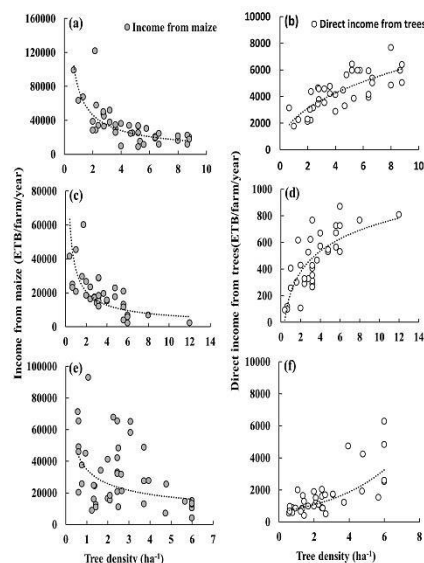 (a)
Income from maize
160000
120000
80000
40000
0
0 2 4 6 8 10
(b)
Direct income from trees
10000
8000
6000
4000
2000
0
0 2 4 6 8 10
Income from maize (ETB/farm/year)
(c)
80000
60000
40000
20000
0
0 2 4 6 8 10 12 14
Direct income from trees(ETB/farm/year)
(d)
1000
800
600
400
200
0
0 2 4 6 8 10 12 14
(e)
100000
80000
60000
40000
20000
0
0 1 2 3 4 5 6 7
Tree density (ha⁻¹)
(f)
10000
8000
6000
4000
2000
0
0 2 4 6 8
Tree density (ha⁻¹)